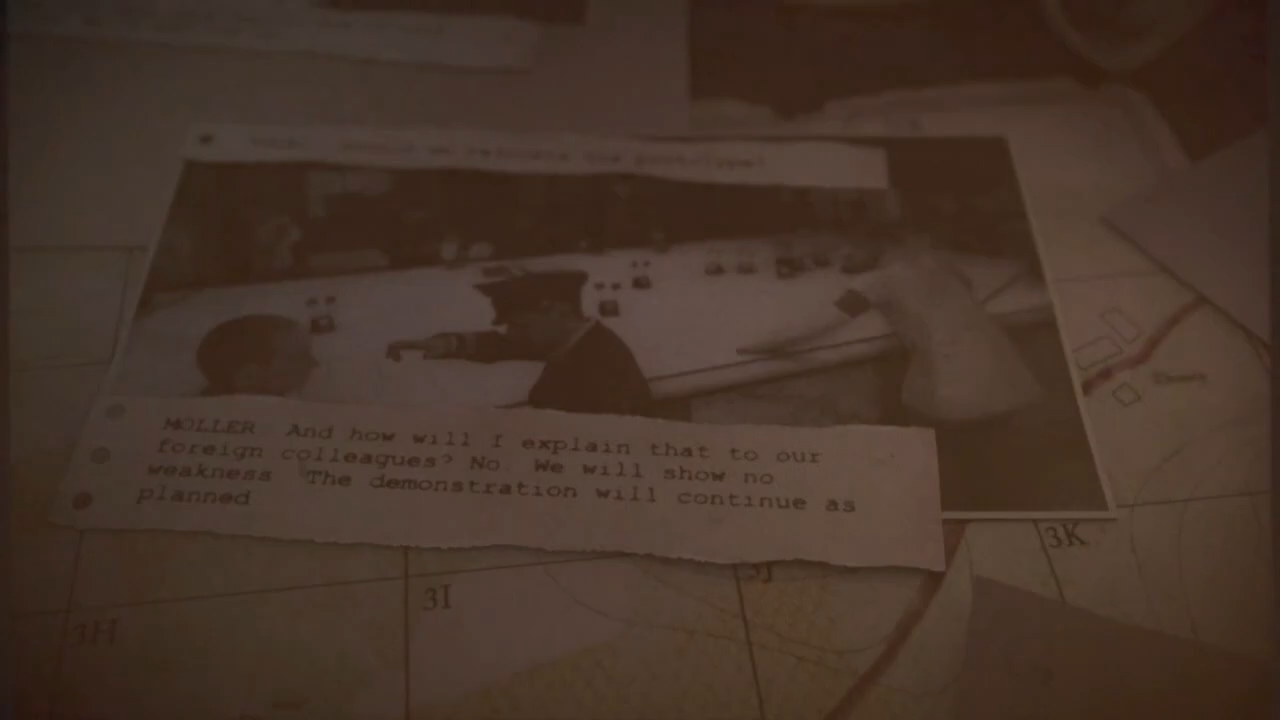 MOLLER And how will I explain that to our
foreign colleagues? No. We will show no
weakness The demonstration will continue as
planned
3K
3J
3I
3H